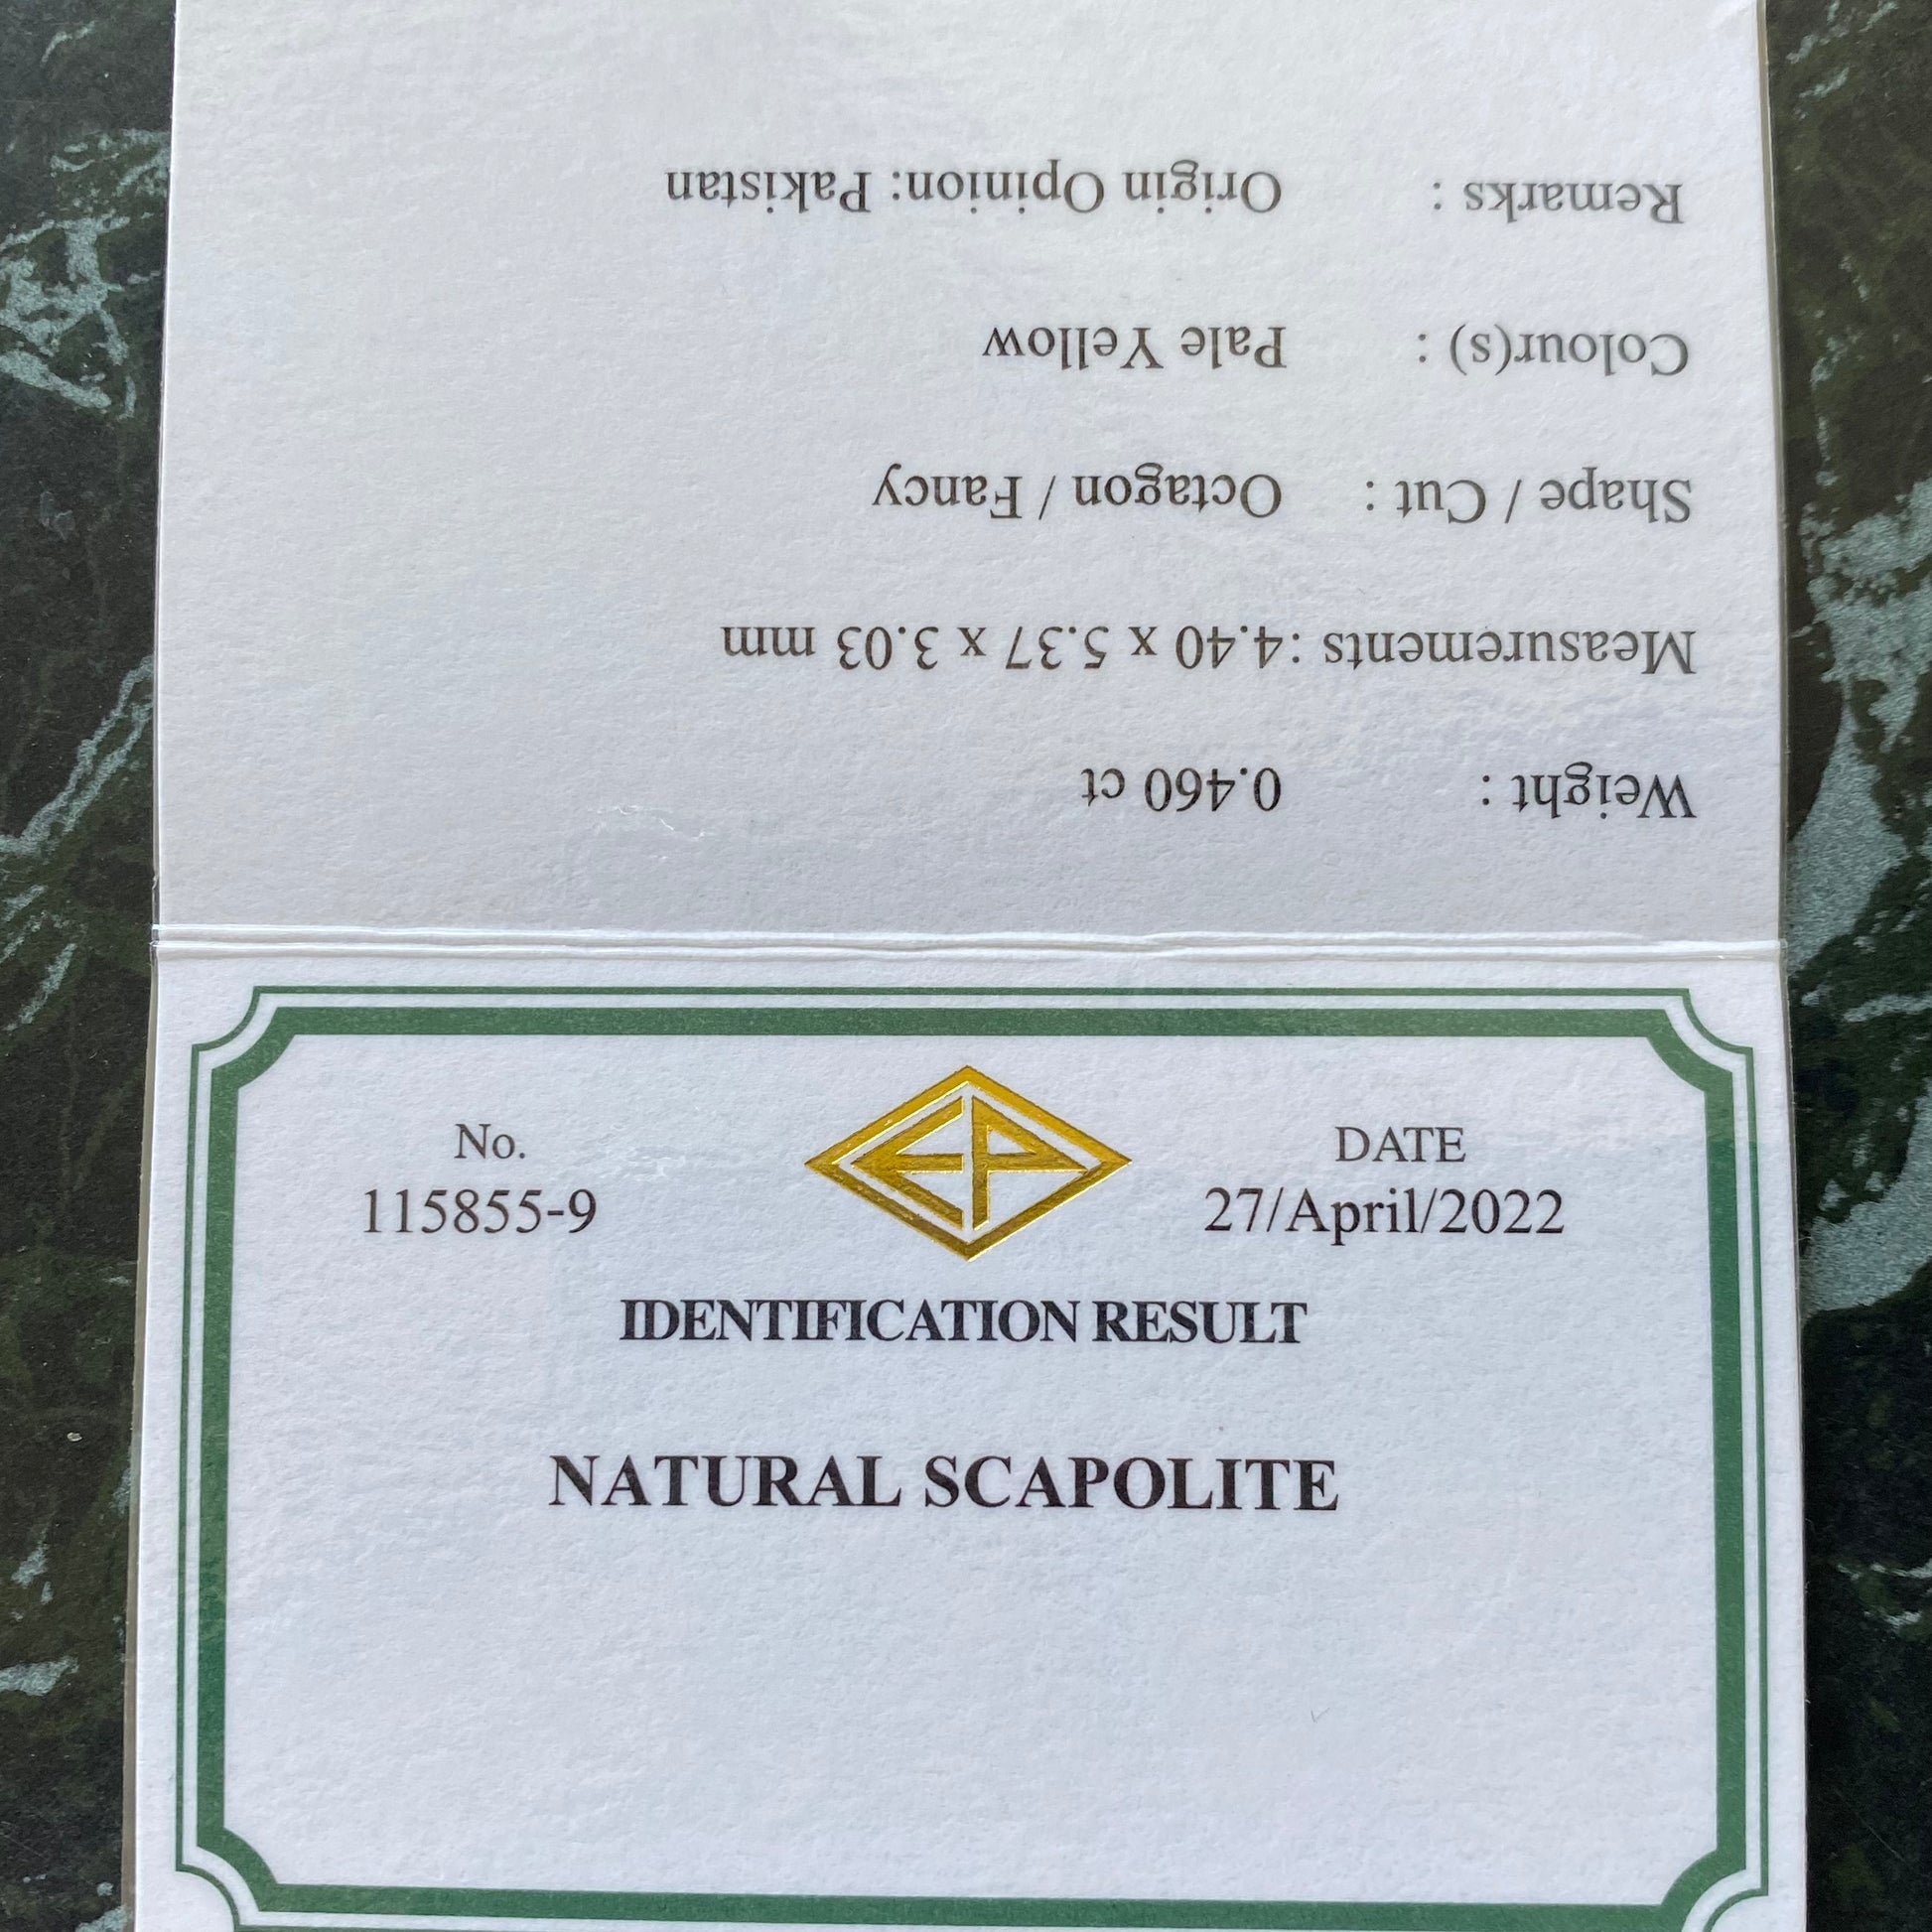 Weight : 0.460 ct
Measurements : 4.40 x 5.37 x 3.03 mm
Shape / Cut : Octagon / Fancy
Colour(s) : Pale Yellow
Remarks : Origin Opinion: Pakistan
EP
No. DATE
115855-9 27/April/2022
IDENTIFICATION RESULT
NATURAL SCAPOLITE